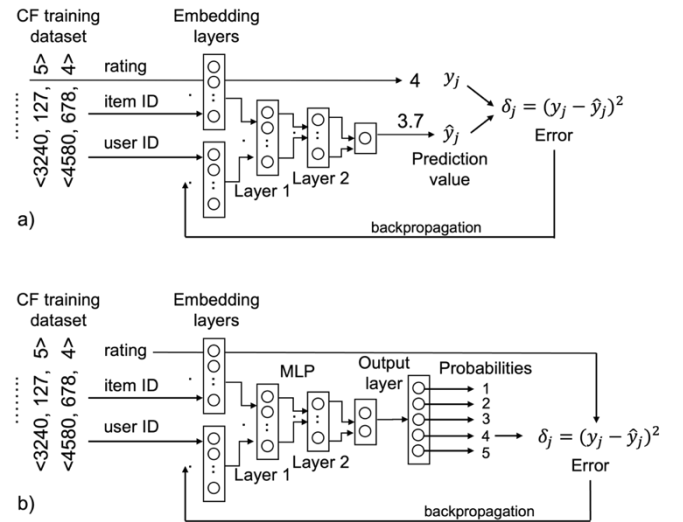 CF training
dataset
Embedding
layers
<3240, 127, 5>
<4580, 678, 4>
rating
item ID
user ID
4
y_j
3.7
ŷ_j
Prediction
value
δ_j = (y_j − ŷ_j)²
Error
Layer 1
Layer 2
backpropagation
a)
CF training
dataset
Embedding
layers
<3240, 127, 5>
<4580, 678, 4>
rating
item ID
user ID
MLP
Output
layer
Probabilities
1
2
3
4
5
δ_j = (y_j − ŷ_j)²
Error
Layer 1
Layer 2
backpropagation
b)